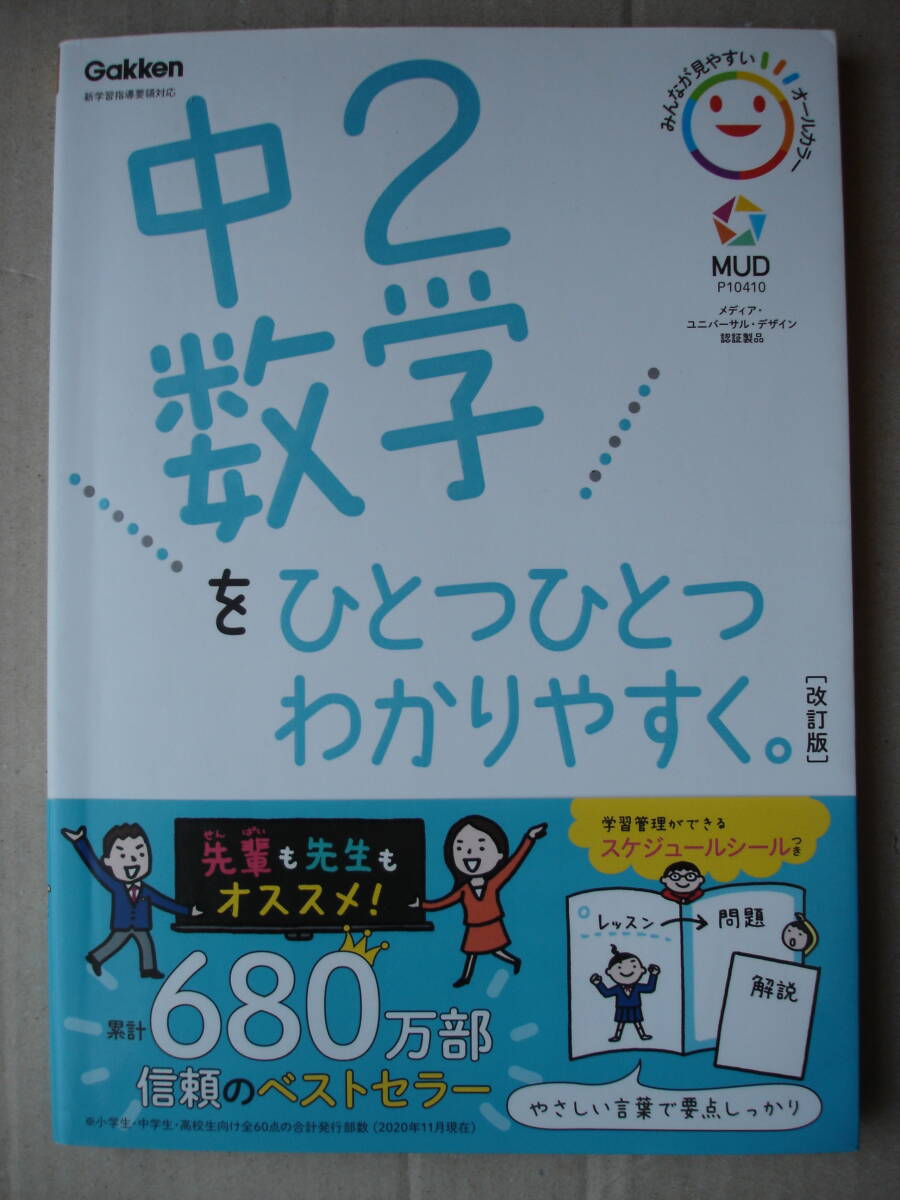 Gakken
新学習指導要領対応
みんなが見やすい
オールカラー
MUD
P10410
メディア・
ユニバーサル・デザイン
認証製品
中2
数学
を
ひとつひとつ
わかりやすく。
[改訂版]
せん ぱい
先輩も先生も
オススメ!
累計680万部
信頼のベストセラー
※小学生・中学生・高校生向け全60点の合計発行部数(2020年11月現在)
学習管理ができる
スケジュールシールつき
レッスン→問題
解説
やさしい言葉で要点しっかり